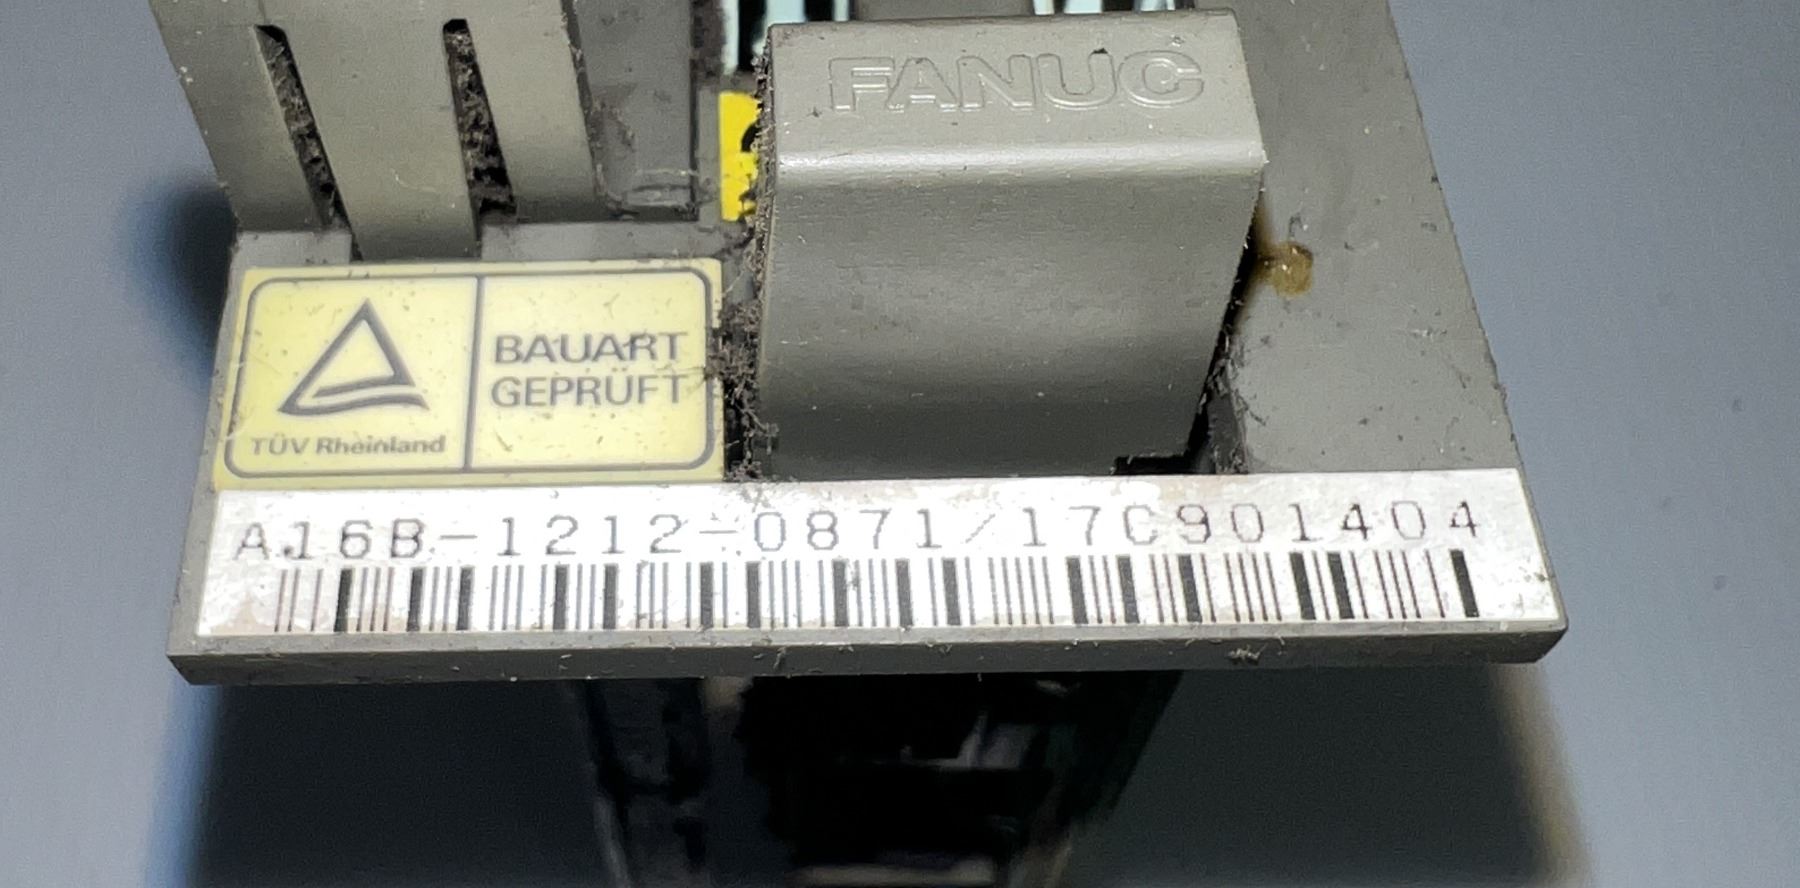 FANUC
BAUART
GEPRÜFT
TÜV Rheinland
A16B-1212-0871/17C901404